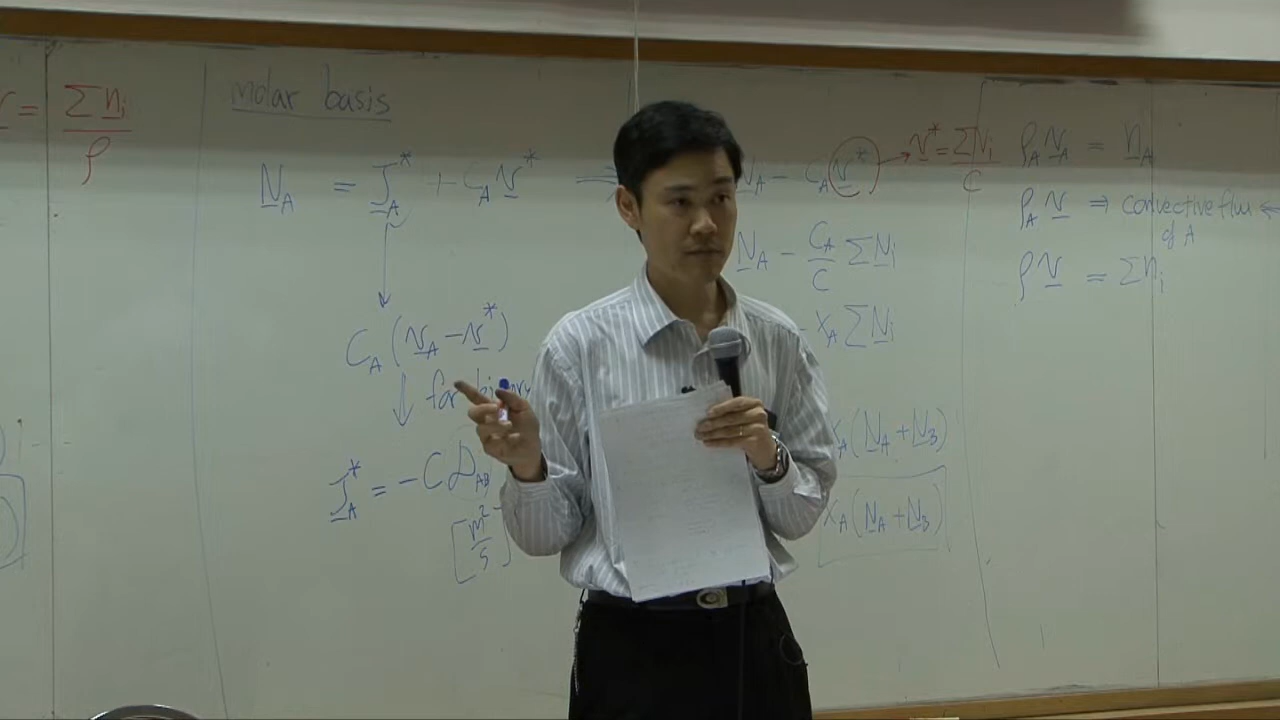 = Σn_i / ρ
molar basis
N_A = J_A* + C_A v*
N_A - C_A v* → v* = ΣN_i / C
N_A - C_A/C ΣN_i
C_A (v_A - v*)
- x_A ΣN_i
↓ for binary
x_A (N_A + N_B)
J_A* = -C D_AB
x_A (N_A + N_B)
[m²/s]
ρ_A v_A = n_A
ρ_A v ⇒ convective flux ←
of A
ρ v = Σn_i